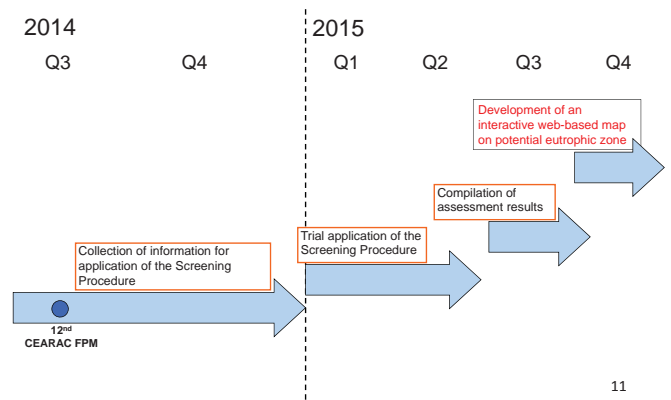 2014
2015
Q3
Q4
Q1
Q2
Q3
Q4
Development of an
interactive web-based map
on potential eutrophic zone
Compilation of
assessment results
Trial application of the
Screening Procedure
Collection of information for
application of the Screening
Procedure
12nd
CEARAC FPM
11